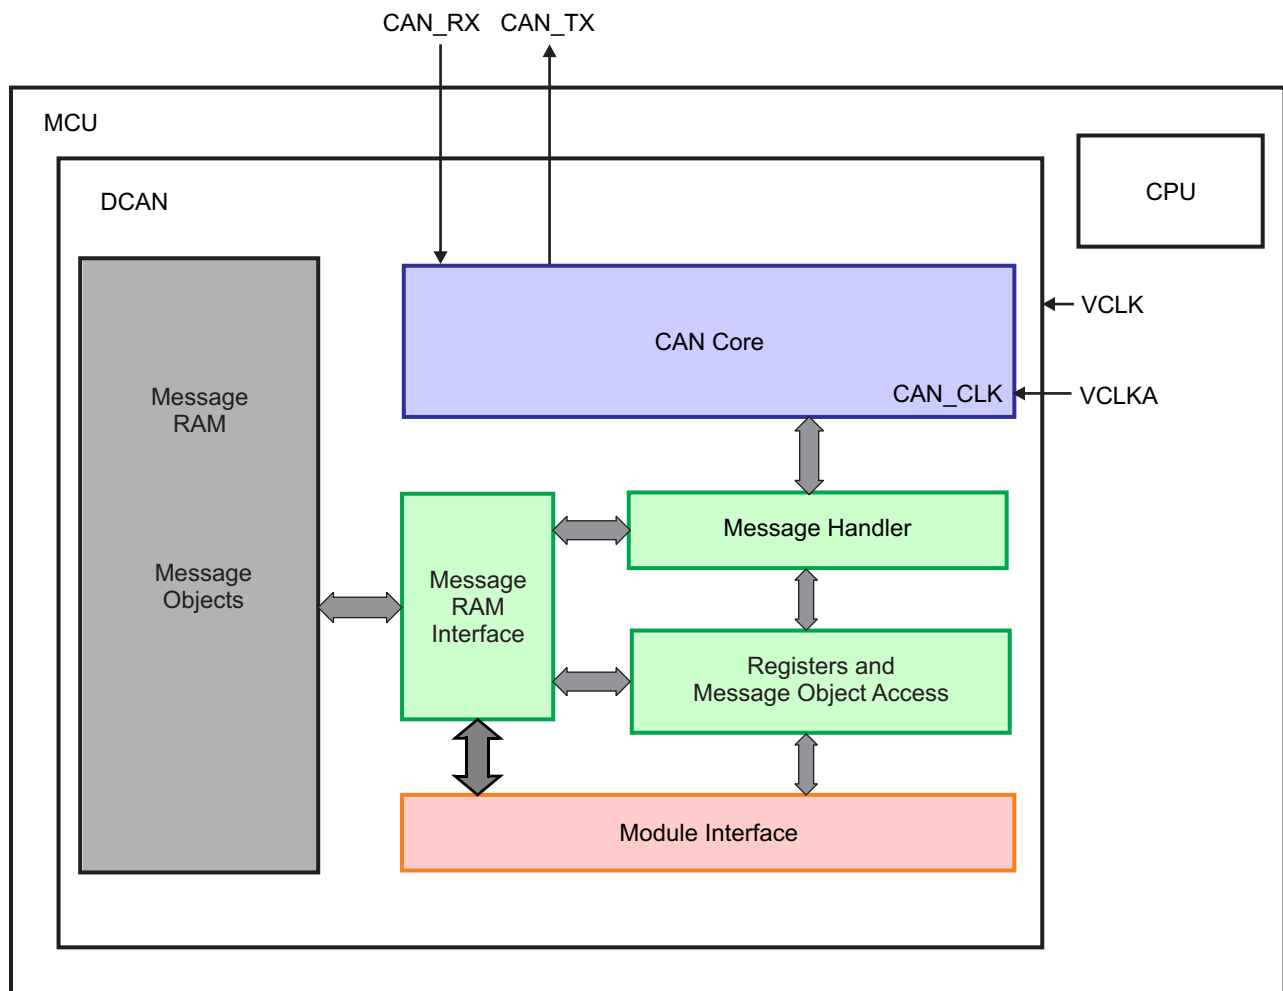 CAN_RX CAN_TX
MCU
CPU
DCAN
VCLK
CAN Core
CAN_CLK
VCLKA
Message
RAM
Message Handler
Message
Objects
Message
RAM
Interface
Registers and
Message Object Access
Module Interface